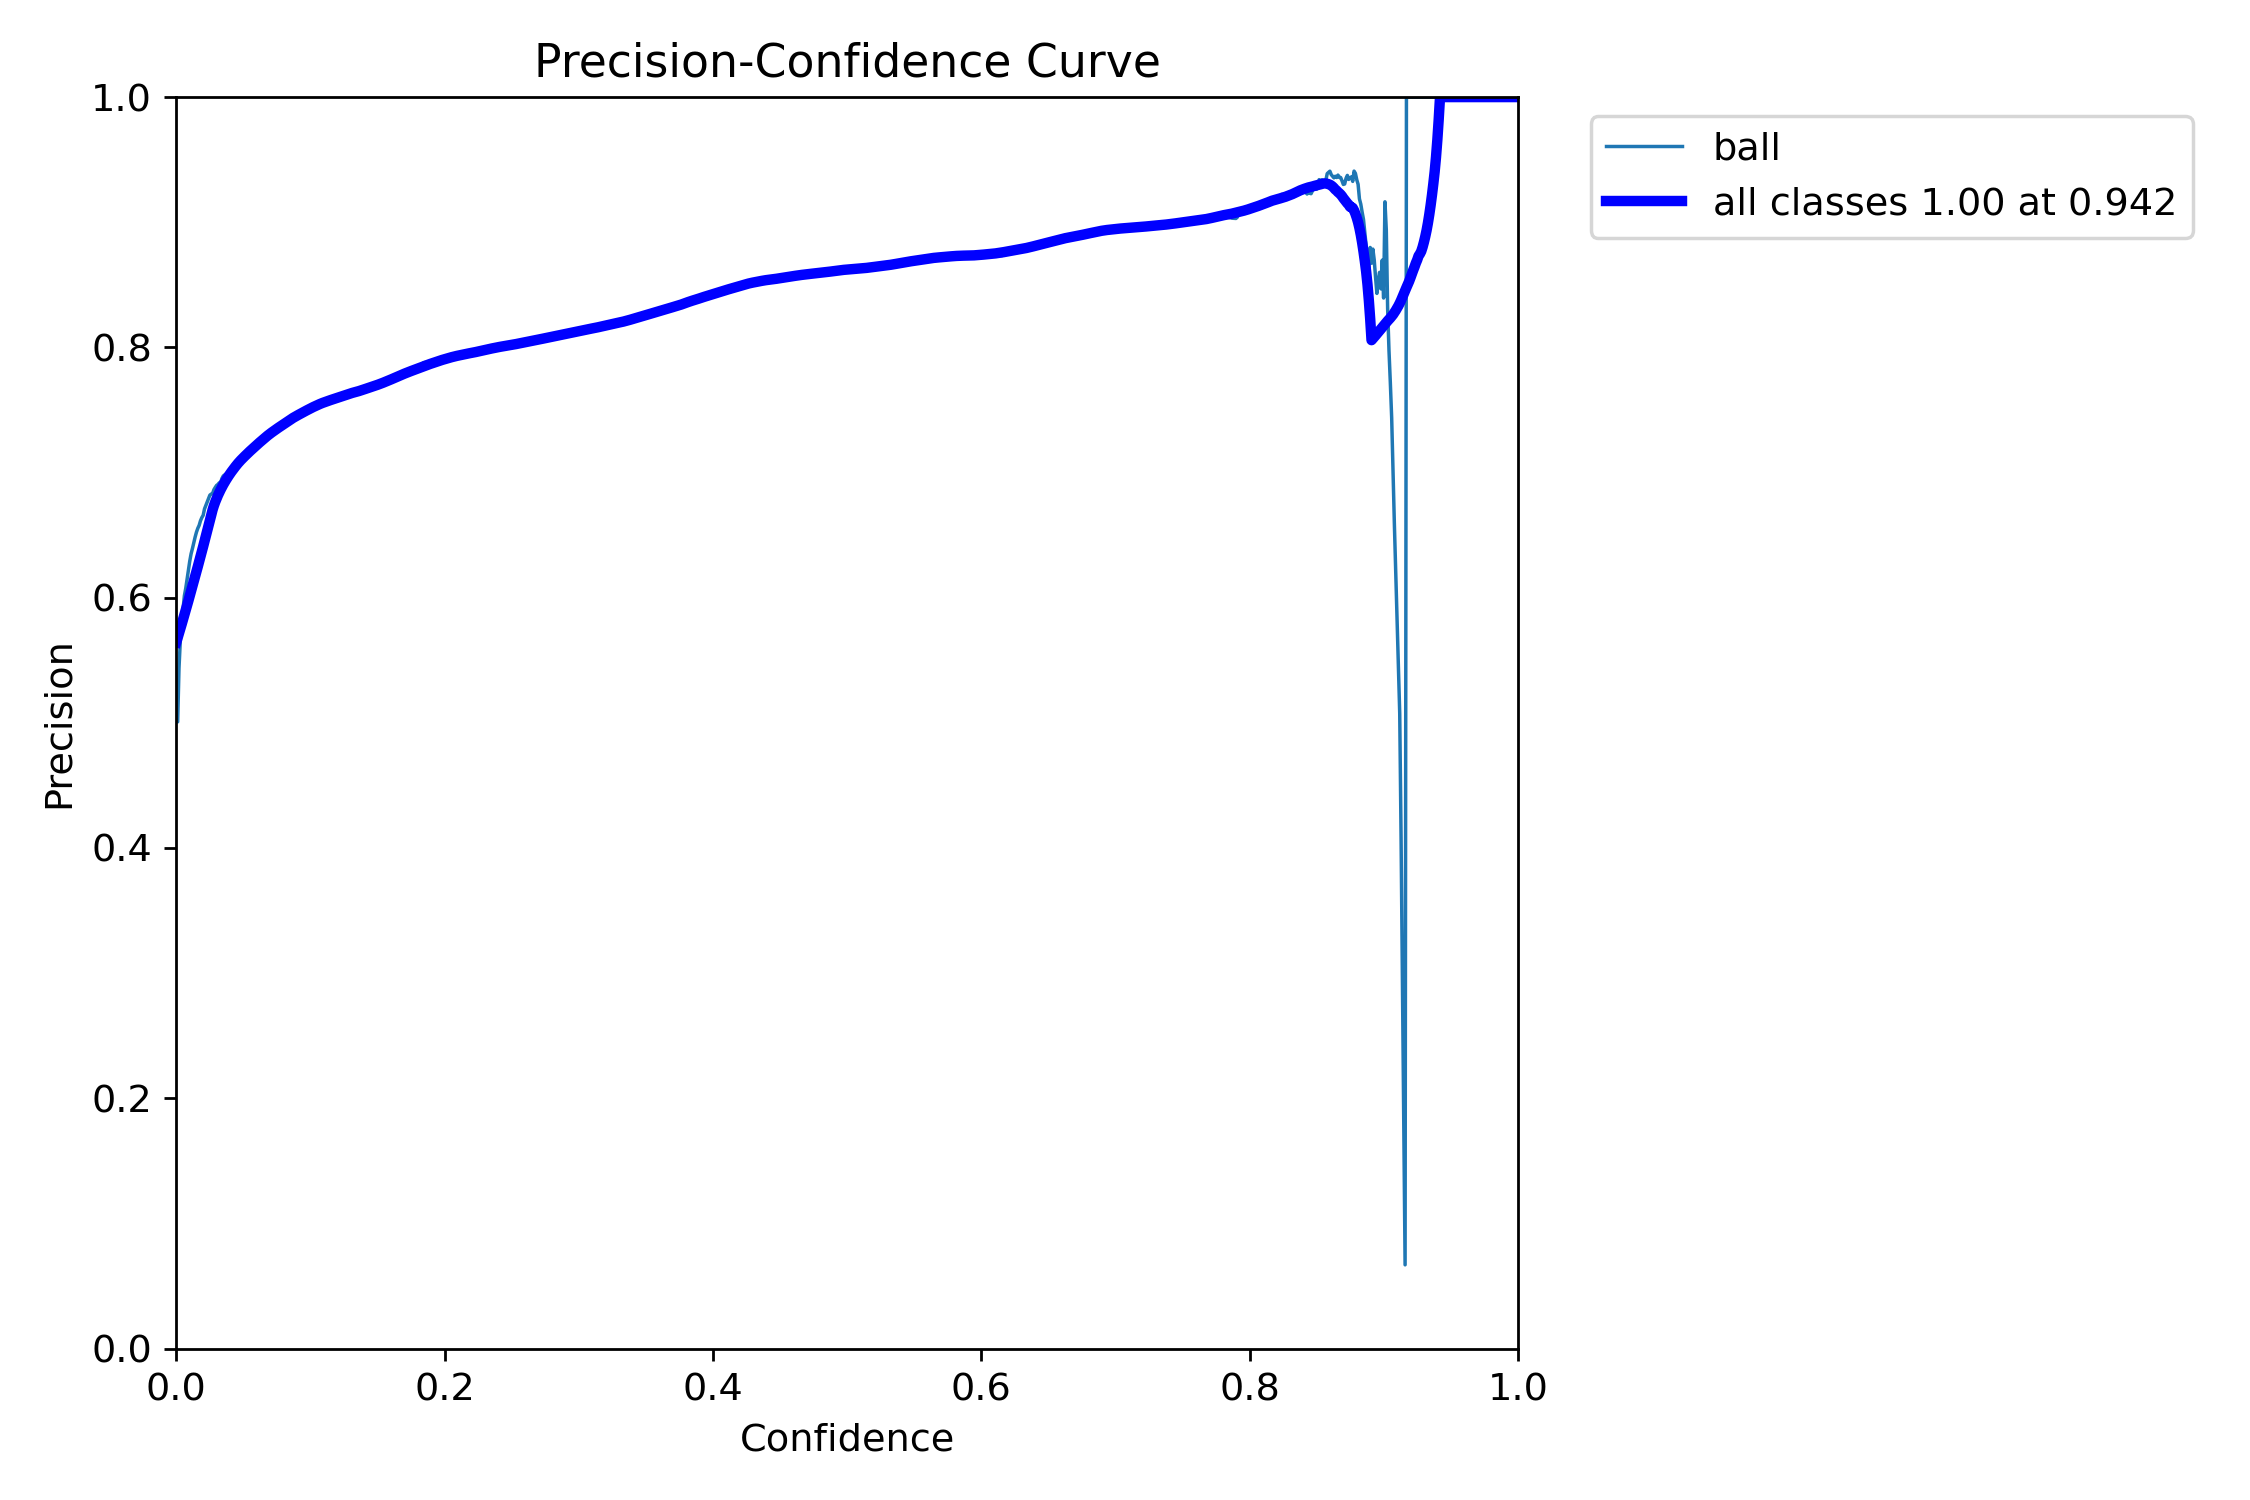 Precision-Confidence Curve
1.0
0.8
0.6
0.4
0.2
0.0
Precision
0.0 0.2 0.4 0.6 0.8 1.0
Confidence
ball
all classes 1.00 at 0.942